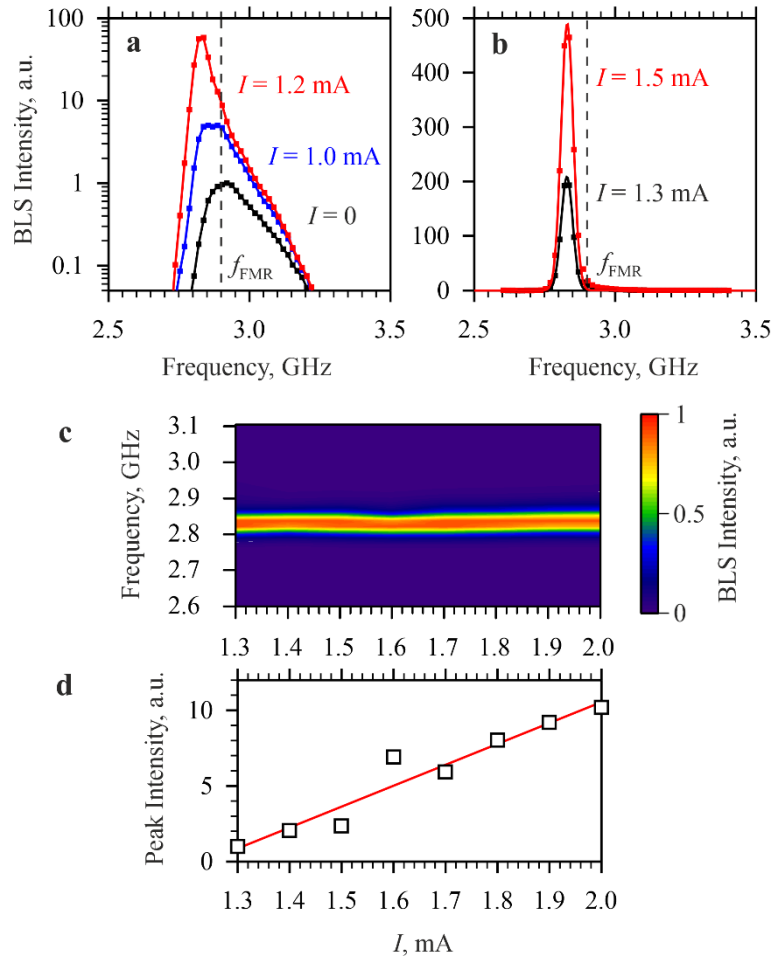 a
BLS Intensity, a.u.
100
10
1
0.1
I = 1.2 mA
I = 1.0 mA
I = 0
fFMR
2.5 3.0 3.5
Frequency, GHz
b
500
400
300
200
100
0
I = 1.5 mA
I = 1.3 mA
fFMR
2.5 3.0 3.5
Frequency, GHz
c
Frequency, GHz
3.1
3.0
2.9
2.8
2.7
2.6
1.3 1.4 1.5 1.6 1.7 1.8 1.9 2.0
1
0.5
0
BLS Intensity, a.u.
d
Peak Intensity, a.u.
10
5
0
1.3 1.4 1.5 1.6 1.7 1.8 1.9 2.0
I, mA